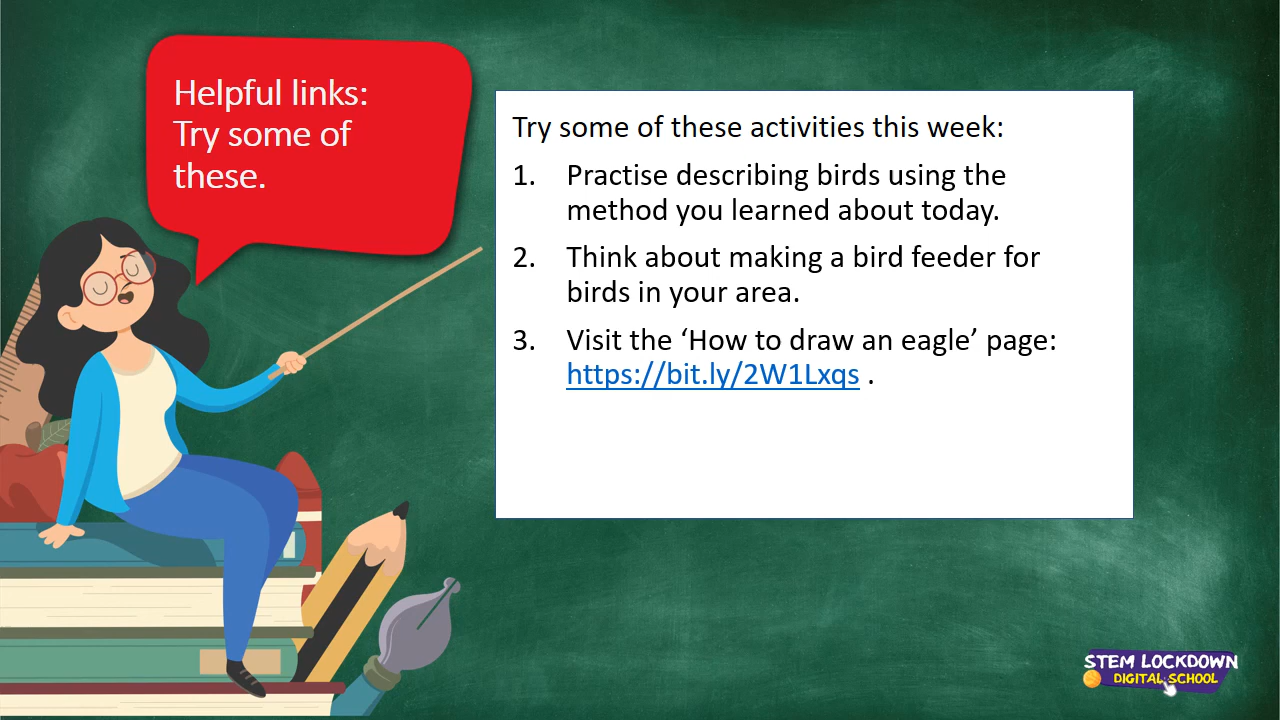 Helpful links:
Try some of
these.
Try some of these activities this week:
1. Practise describing birds using the
method you learned about today.
2. Think about making a bird feeder for
birds in your area.
3. Visit the ‘How to draw an eagle’ page:
https://bit.ly/2W1Lxqs .
STEM LOCKDOWN
DIGITAL SCHOOL